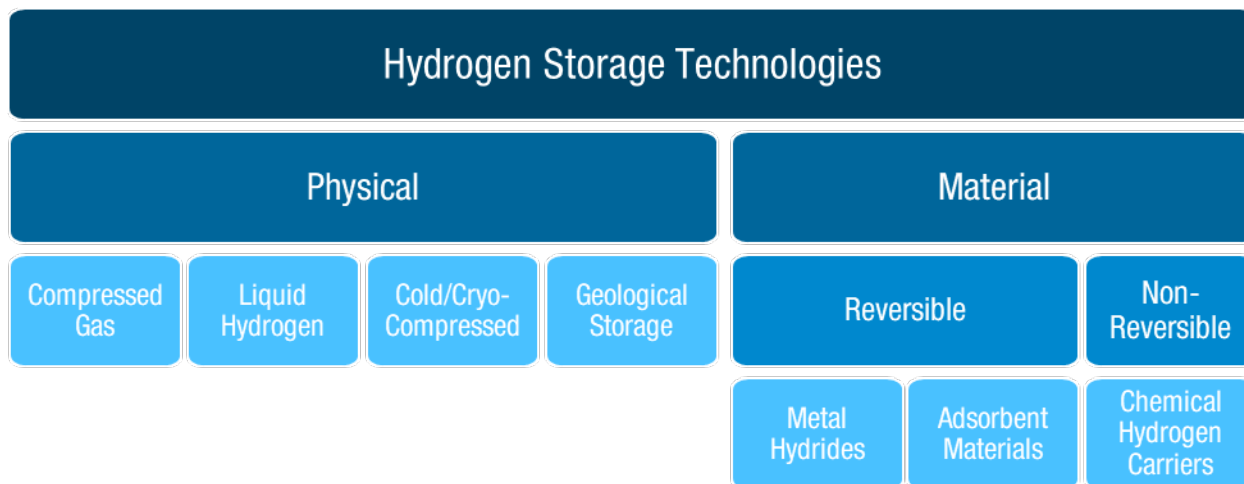 Hydrogen Storage Technologies
Physical
Material
Compressed
Gas
Liquid
Hydrogen
Cold/Cryo-
Compressed
Geological
Storage
Reversible
Non-
Reversible
Metal
Hydrides
Adsorbent
Materials
Chemical
Hydrogen
Carriers